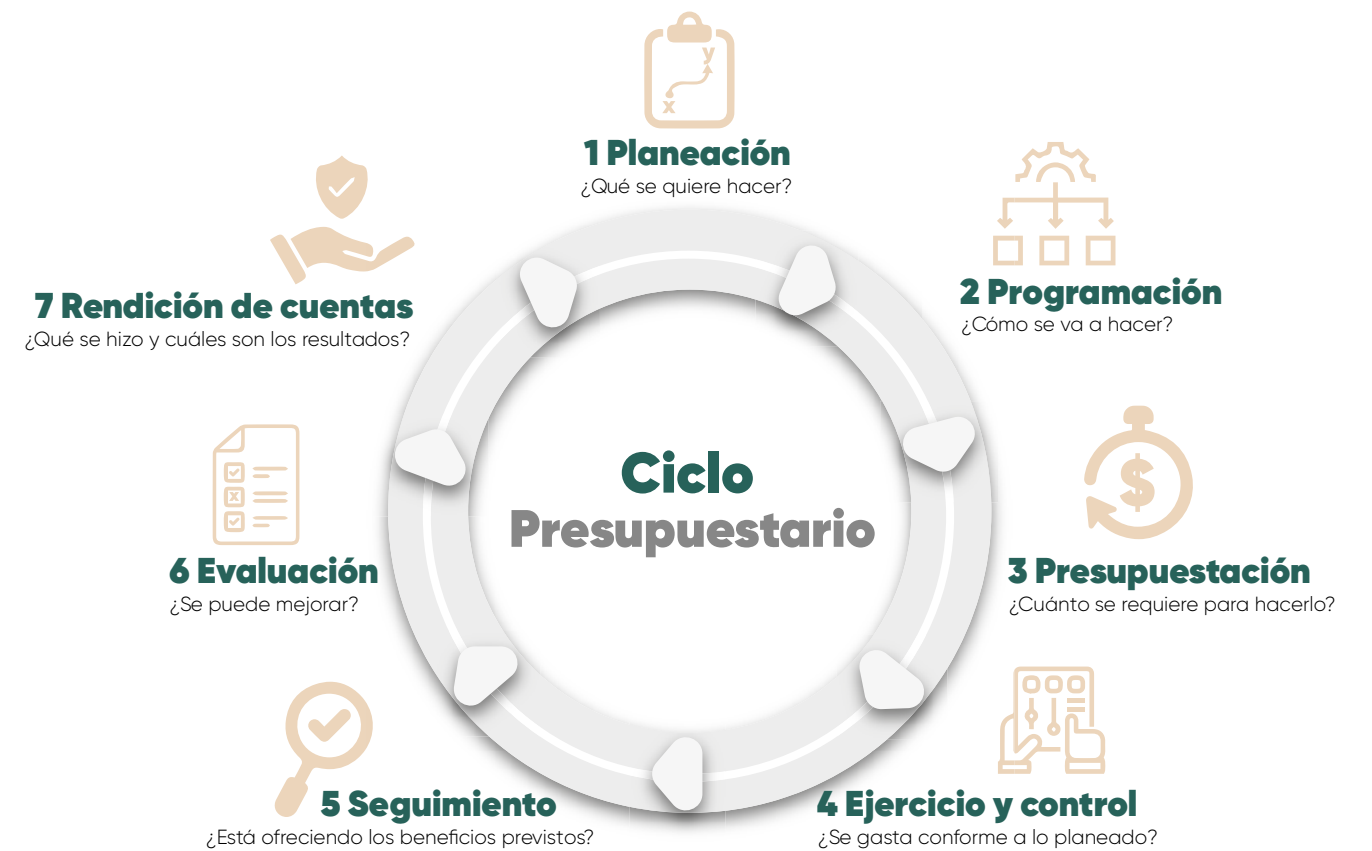 y
x
1 Planeación
¿Qué se quiere hacer?
2 Programación
¿Cómo se va a hacer?
$
3 Presupuestación
¿Cuánto se requiere para hacerlo?
4 Ejercicio y control
¿Se gasta conforme a lo planeado?
5 Seguimiento
¿Está ofreciendo los beneficios previstos?
6 Evaluación
¿Se puede mejorar?
7 Rendición de cuentas
¿Qué se hizo y cuáles son los resultados?
Ciclo
Presupuestario